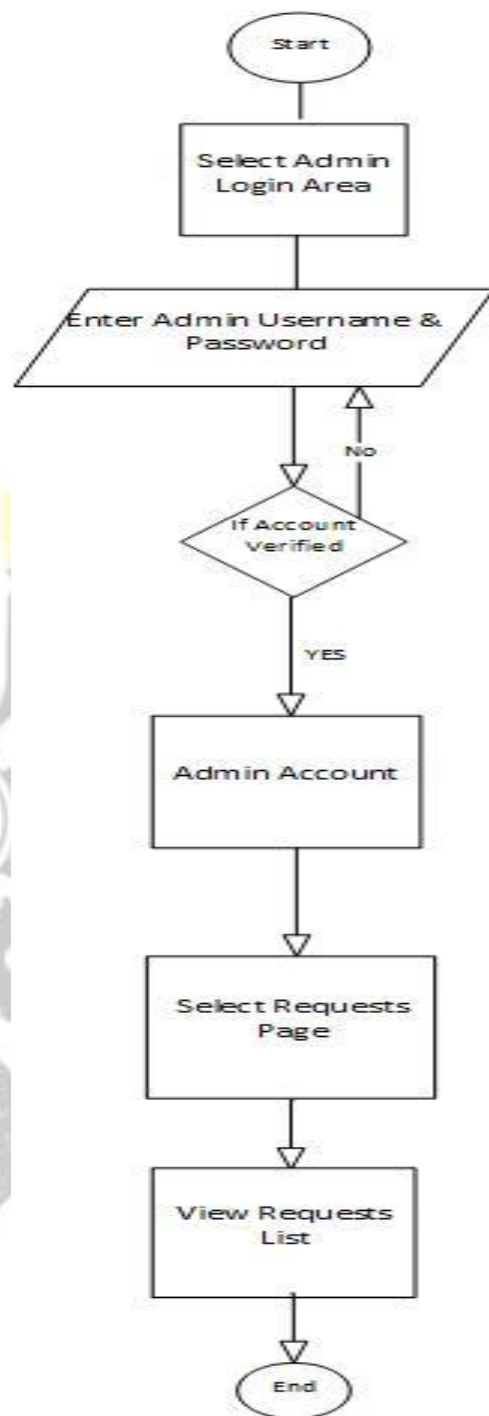 Start
Select Admin
Login Area
Enter Admin Username &
Password
No
If Account
Verified
YES
Admin Account
Select Requests
Page
View Requests
List
End